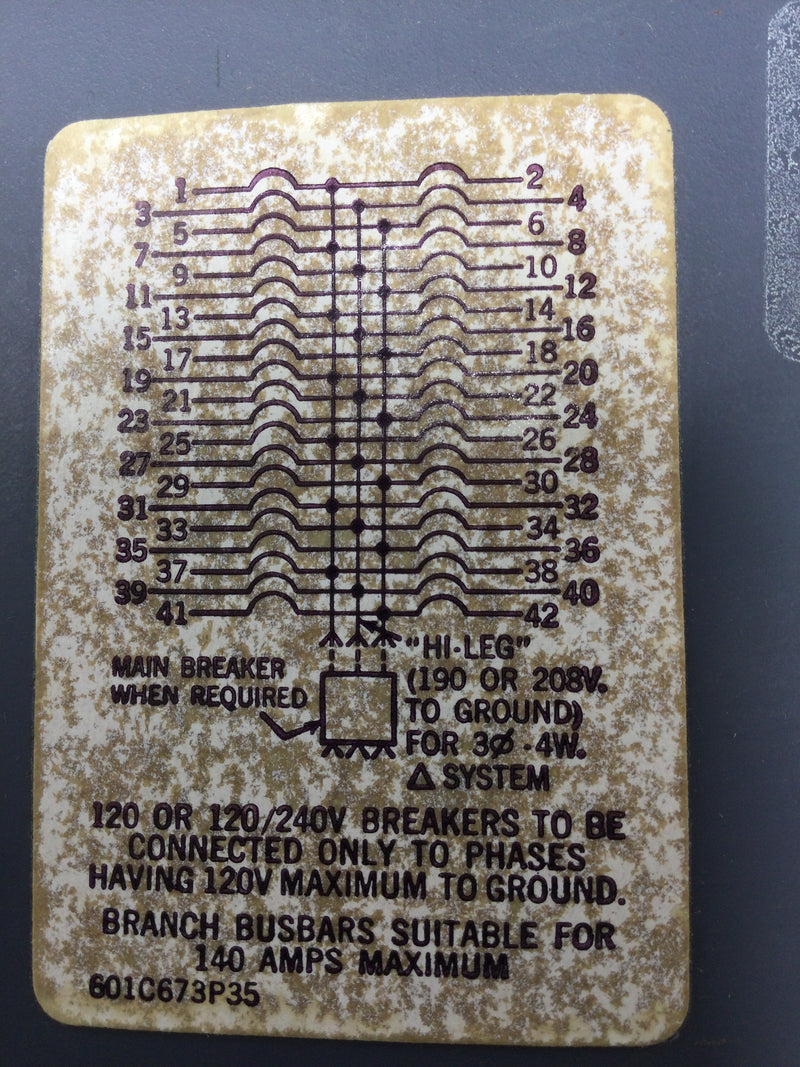 1 2
3 4
5 6
7 8
9 10
11 12
13 14
15 16
17 18
19 20
21 22
23 24
25 26
27 28
29 30
31 32
33 34
35 36
37 38
39 40
41 42
"HI-LEG"
(190 OR 208V.
TO GROUND)
FOR 3Ø-4W.
Δ SYSTEM
MAIN BREAKER
WHEN REQUIRED
120 OR 120/240V BREAKERS TO BE
CONNECTED ONLY TO PHASES
HAVING 120V MAXIMUM TO GROUND.
BRANCH BUSBARS SUITABLE FOR
140 AMPS MAXIMUM
601C673P35